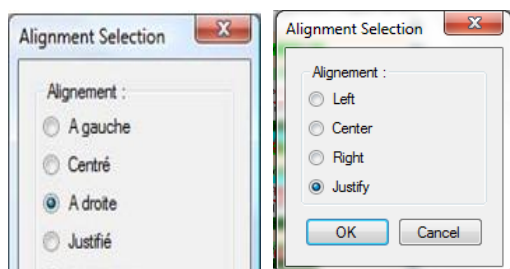 Alignment Selection
Alignement :
A gauche
Centré
A droite
Justifié
Alignment Selection
Alignement :
Left
Center
Right
Justify
OK
Cancel